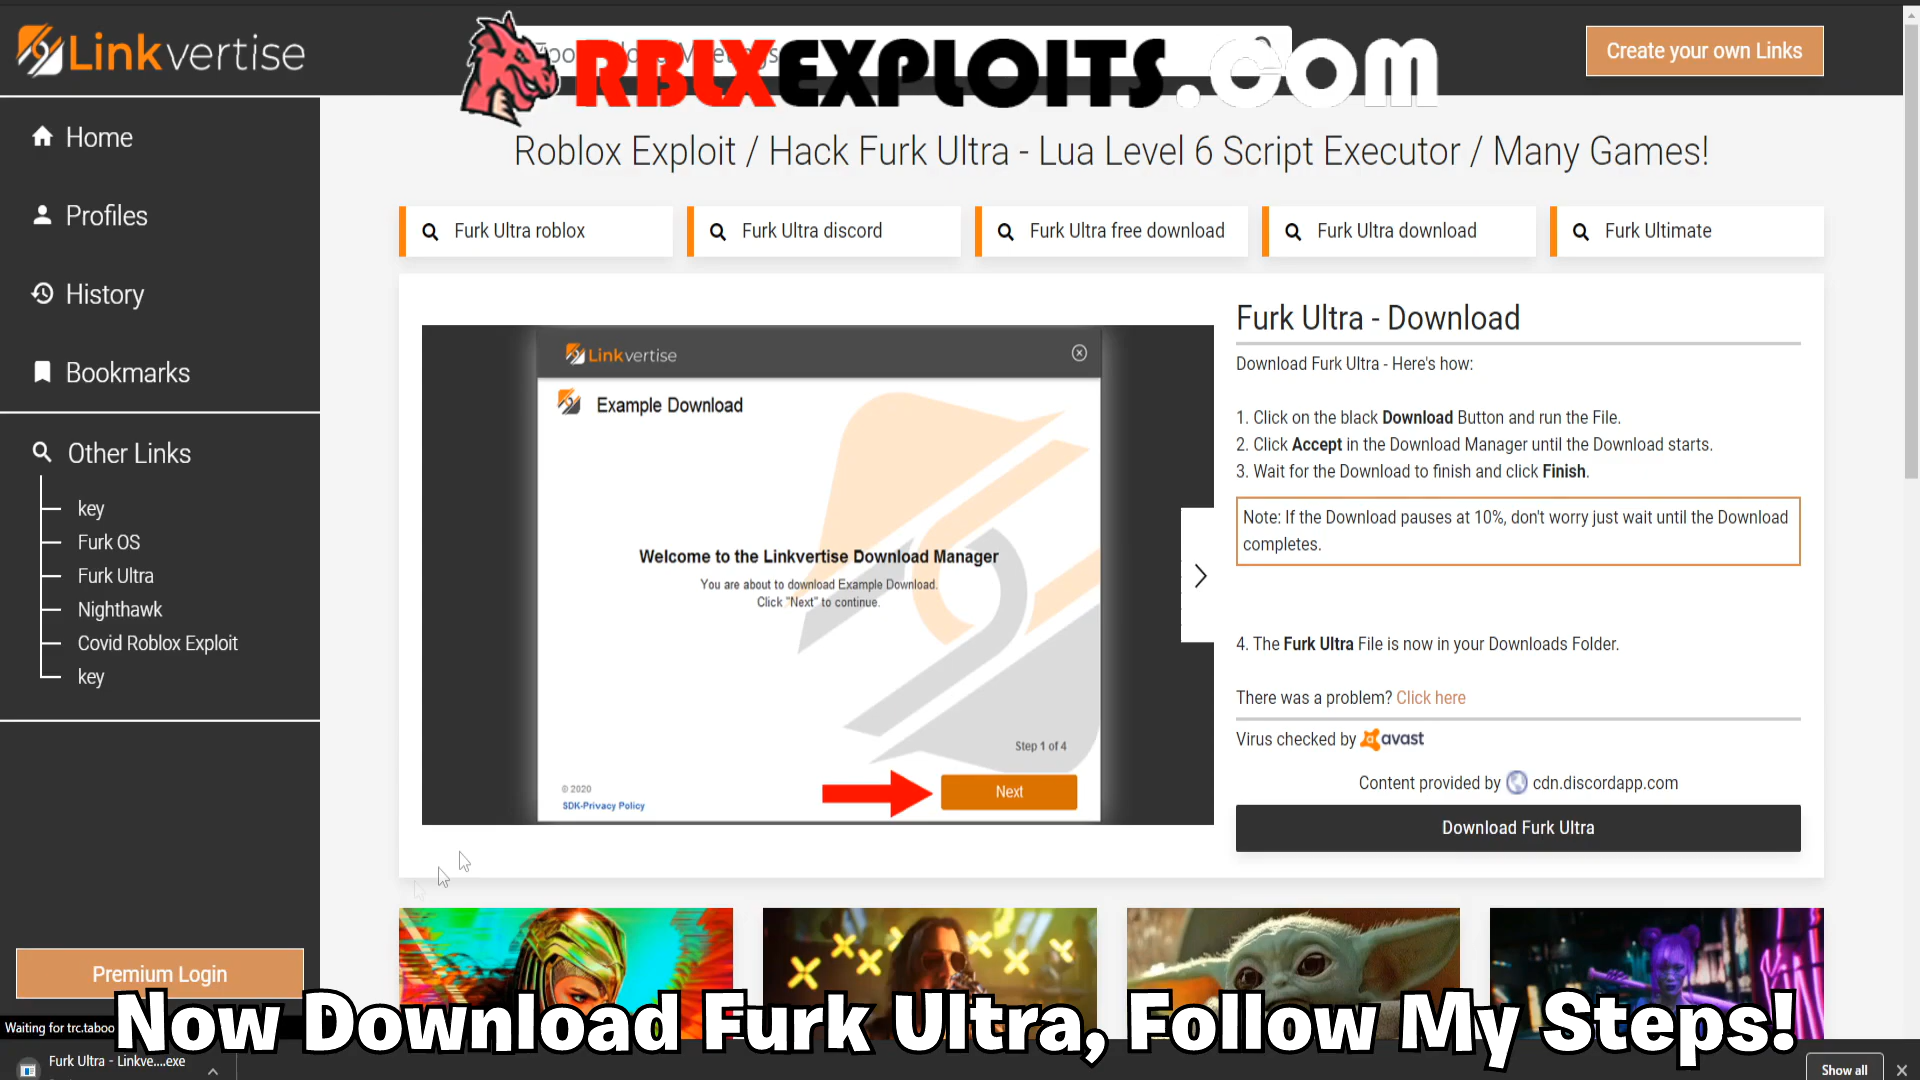 Linkvertise
RBLXEXPLOITS.COM
Create your own Links
Home
Profiles
History
Bookmarks
Other Links
key
Furk OS
Furk Ultra
Nighthawk
Covid Roblox Exploit
key
Premium Login
Roblox Exploit / Hack Furk Ultra - Lua Level 6 Script Executor / Many Games!
Furk Ultra roblox
Furk Ultra discord
Furk Ultra free download
Furk Ultra download
Furk Ultimate
Linkvertise
Example Download
Welcome to the Linkvertise Download Manager
You are about to download Example Download.
Click "Next" to continue.
Step 1 of 4
© 2020
SDK-Privacy Policy
Next
Furk Ultra - Download
Download Furk Ultra - Here's how:
1. Click on the black Download Button and run the File.
2. Click Accept in the Download Manager until the Download starts.
3. Wait for the Download to finish and click Finish.
Note: If the Download pauses at 10%, don't worry just wait until the Download
completes.
4. The Furk Ultra File is now in your Downloads Folder.
There was a problem? Click here
Virus checked by avast
Content provided by cdn.discordapp.com
Download Furk Ultra
Now Download Furk Ultra, Follow My Steps!
Waiting for trc.taboo
Furk Ultra - Linkve....exe
Show all